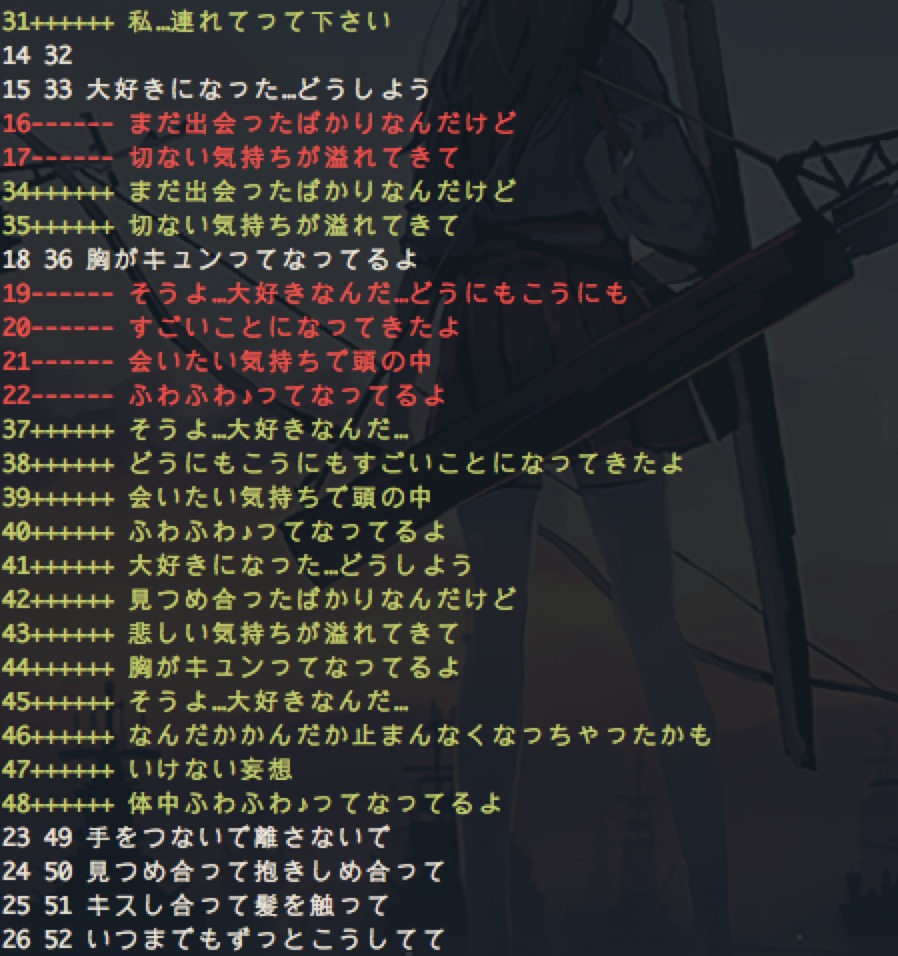 31++++++ 私…連れてって下さい
14 32
15 33 大好きになった…どうしよう
16------ まだ出会ったばかりなんだけど
17------ 切ない気持ちが溢れてきて
34++++++ まだ出会ったばかりなんだけど
35++++++ 切ない気持ちが溢れてきて
18 36 胸がキュンってなってるよ
19------ そうよ…大好きなんだ…どうにもこうにも
20------ すごいことになってきたよ
21------ 会いたい気持ちで頭の中
22------ ふわふわ♪ってなってるよ
37++++++ そうよ…大好きなんだ…
38++++++ どうにもこうにもすごいことになってきたよ
39++++++ 会いたい気持ちで頭の中
40++++++ ふわふわ♪ってなってるよ
41++++++ 大好きになった…どうしよう
42++++++ 見つめ合ったばかりなんだけど
43++++++ 悲しい気持ちが溢れてきて
44++++++ 胸がキュンってなってるよ
45++++++ そうよ…大好きなんだ…
46++++++ なんだかかんだか止まんなくなっちゃったかも
47++++++ いけない妄想
48++++++ 体中ふわふわ♪ってなってるよ
23 49 手をつないで離さないで
24 50 見つめ合って抱きしめ合って
25 51 キスし合って髪を触って
26 52 いつまでもずっとこうしてて